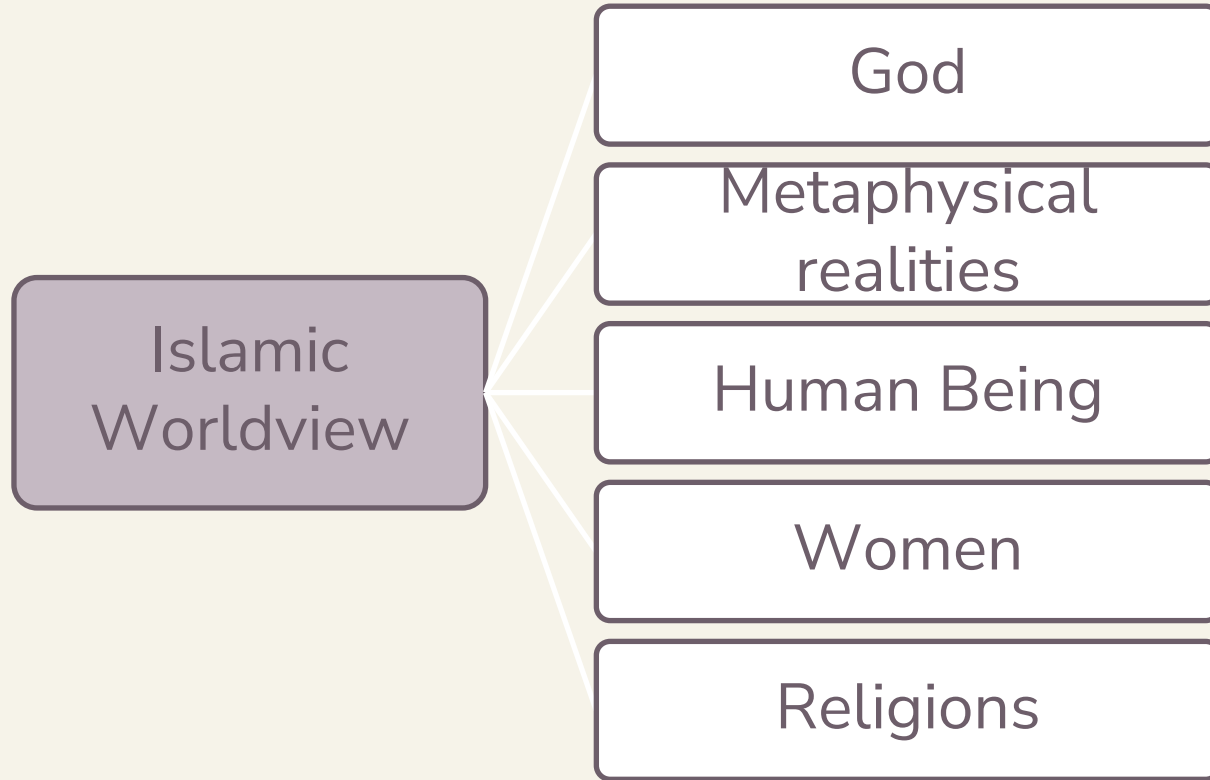 God
Metaphysical
realities
Islamic
Worldview
Human Being
Women
Religions